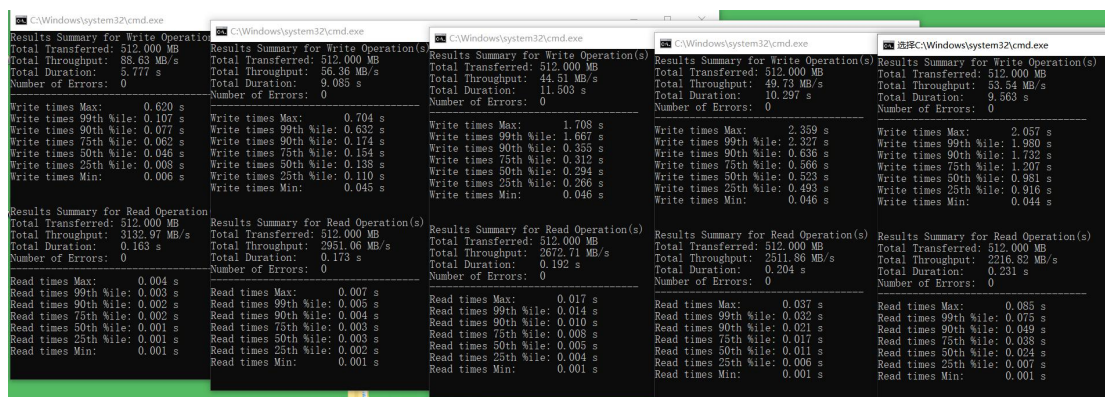 C:\Windows\system32\cmd.exe
Results Summary for Write Operation
Total Transferred: 512.000 MB
Total Throughput: 88.63 MB/s
Total Duration: 5.777 s
Number of Errors: 0
Write times Max: 0.620 s
Write times 99th %ile: 0.107 s
Write times 90th %ile: 0.077 s
Write times 75th %ile: 0.062 s
Write times 50th %ile: 0.046 s
Write times 25th %ile: 0.008 s
Write times Min: 0.006 s
Results Summary for Read Operation
Total Transferred: 512.000 MB
Total Throughput: 3132.97 MB/s
Total Duration: 0.163 s
Number of Errors: 0
Read times Max: 0.004 s
Read times 99th %ile: 0.003 s
Read times 90th %ile: 0.002 s
Read times 75th %ile: 0.002 s
Read times 50th %ile: 0.001 s
Read times 25th %ile: 0.001 s
Read times Min: 0.001 s
C:\Windows\system32\cmd.exe
Results Summary for Write Operation(s)
Total Transferred: 512.000 MB
Total Throughput: 56.36 MB/s
Total Duration: 9.085 s
Number of Errors: 0
Write times Max: 0.704 s
Write times 99th %ile: 0.632 s
Write times 90th %ile: 0.174 s
Write times 75th %ile: 0.154 s
Write times 50th %ile: 0.138 s
Write times 25th %ile: 0.110 s
Write times Min: 0.045 s
Results Summary for Read Operation(s)
Total Transferred: 512.000 MB
Total Throughput: 2951.06 MB/s
Total Duration: 0.173 s
Number of Errors: 0
Read times Max: 0.007 s
Read times 99th %ile: 0.005 s
Read times 90th %ile: 0.004 s
Read times 75th %ile: 0.003 s
Read times 50th %ile: 0.003 s
Read times 25th %ile: 0.002 s
Read times Min: 0.001 s
C:\Windows\system32\cmd.exe
Results Summary for Write Operation(s)
Total Transferred: 512.000 MB
Total Throughput: 44.51 MB/s
Total Duration: 11.503 s
Number of Errors: 0
Write times Max: 1.708 s
Write times 99th %ile: 1.667 s
Write times 90th %ile: 0.355 s
Write times 75th %ile: 0.312 s
Write times 50th %ile: 0.294 s
Write times 25th %ile: 0.266 s
Write times Min: 0.046 s
Results Summary for Read Operation(s)
Total Transferred: 512.000 MB
Total Throughput: 2672.71 MB/s
Total Duration: 0.192 s
Number of Errors: 0
Read times Max: 0.017 s
Read times 99th %ile: 0.014 s
Read times 90th %ile: 0.010 s
Read times 75th %ile: 0.008 s
Read times 50th %ile: 0.005 s
Read times 25th %ile: 0.004 s
Read times Min: 0.001 s
C:\Windows\system32\cmd.exe
Results Summary for Write Operation(s)
Total Transferred: 512.000 MB
Total Throughput: 49.73 MB/s
Total Duration: 10.297 s
Number of Errors: 0
Write times Max: 2.359 s
Write times 99th %ile: 2.327 s
Write times 90th %ile: 0.636 s
Write times 75th %ile: 0.566 s
Write times 50th %ile: 0.523 s
Write times 25th %ile: 0.493 s
Write times Min: 0.046 s
Results Summary for Read Operation(s)
Total Transferred: 512.000 MB
Total Throughput: 2511.86 MB/s
Total Duration: 0.204 s
Number of Errors: 0
Read times Max: 0.037 s
Read times 99th %ile: 0.032 s
Read times 90th %ile: 0.021 s
Read times 75th %ile: 0.017 s
Read times 50th %ile: 0.011 s
Read times 25th %ile: 0.006 s
Read times Min: 0.001 s
选择C:\Windows\system32\cmd.exe
Results Summary for Write Operation(s)
Total Transferred: 512.000 MB
Total Throughput: 53.54 MB/s
Total Duration: 9.563 s
Number of Errors: 0
Write times Max: 2.057 s
Write times 99th %ile: 1.980 s
Write times 90th %ile: 1.732 s
Write times 75th %ile: 1.207 s
Write times 50th %ile: 0.981 s
Write times 25th %ile: 0.916 s
Write times Min: 0.044 s
Results Summary for Read Operation(s)
Total Transferred: 512.000 MB
Total Throughput: 2216.82 MB/s
Total Duration: 0.231 s
Number of Errors: 0
Read times Max: 0.085 s
Read times 99th %ile: 0.075 s
Read times 90th %ile: 0.049 s
Read times 75th %ile: 0.038 s
Read times 50th %ile: 0.024 s
Read times 25th %ile: 0.007 s
Read times Min: 0.001 s